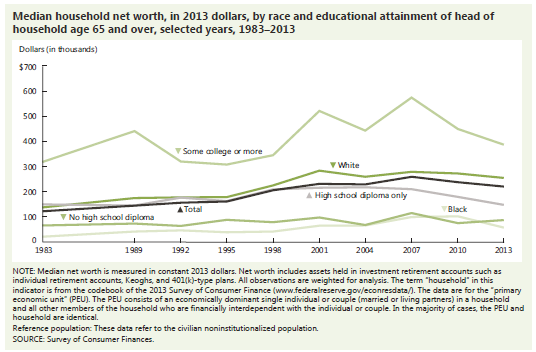 Median household net worth, in 2013 dollars, by race and educational attainment of head of
household age 65 and over, selected years, 1983–2013
Dollars (in thousands)
$700
600
500
400
300
200
100
0
Some college or more
White
High school diploma only
No high school diploma
Total
Black
1983
1989
1992
1995
1998
2001
2004
2007
2010
2013
NOTE: Median net worth is measured in constant 2013 dollars. Net worth includes assets held in investment retirement accounts such as
individual retirement accounts, Keoghs, and 401(k)-type plans. All observations are weighted for analysis. The term “household” in this
indicator is from the codebook of the 2013 Survey of Consumer Finance (www.federalreserve.gov/econresdata/). The data are for the “primary
economic unit” (PEU). The PEU consists of an economically dominant single individual or couple (married or living partners) in a household
and all other members of the household who are financially interdependent with the individual or couple. In the majority of cases, the PEU and
household are identical.
Reference population: These data refer to the civilian noninstitutionalized population.
SOURCE: Survey of Consumer Finances.